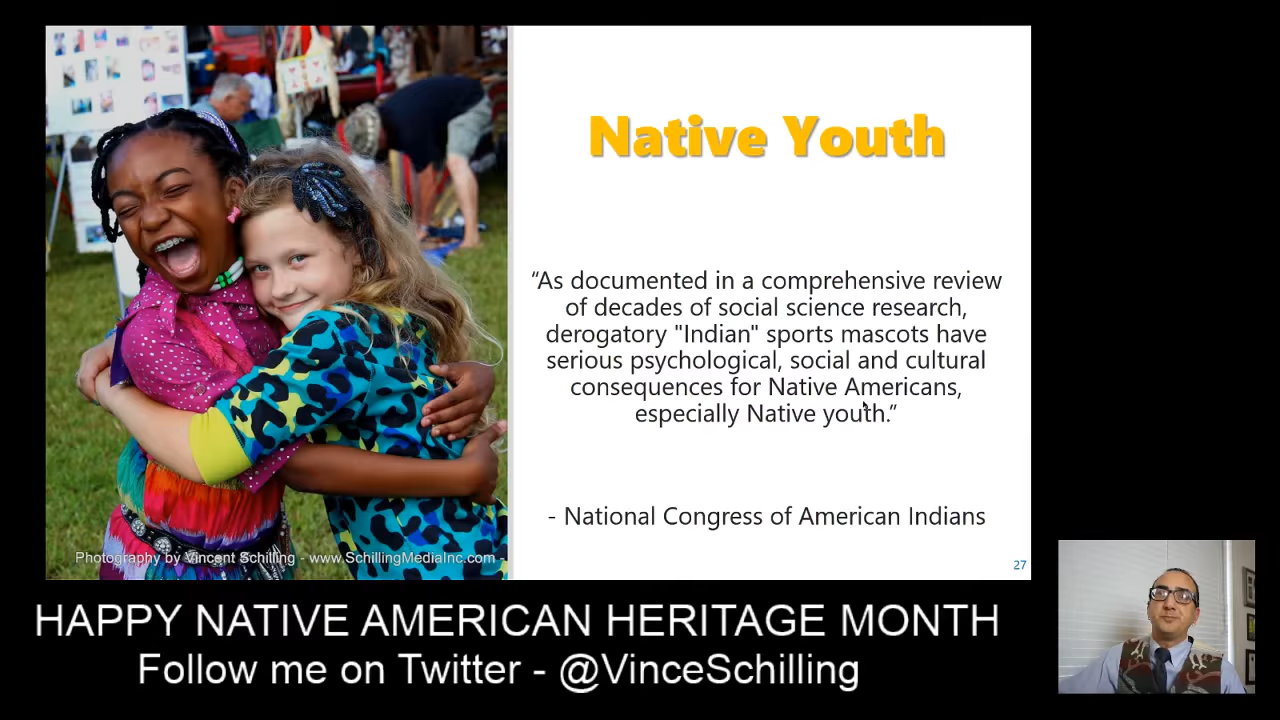 Native Youth
“As documented in a comprehensive review
of decades of social science research,
derogatory "Indian" sports mascots have
serious psychological, social and cultural
consequences for Native Americans,
especially Native youth.”
- National Congress of American Indians
Photography by Vincent Schilling - www.SchillingMediaInc.com -
27
HAPPY NATIVE AMERICAN HERITAGE MONTH
Follow me on Twitter - @VinceSchilling